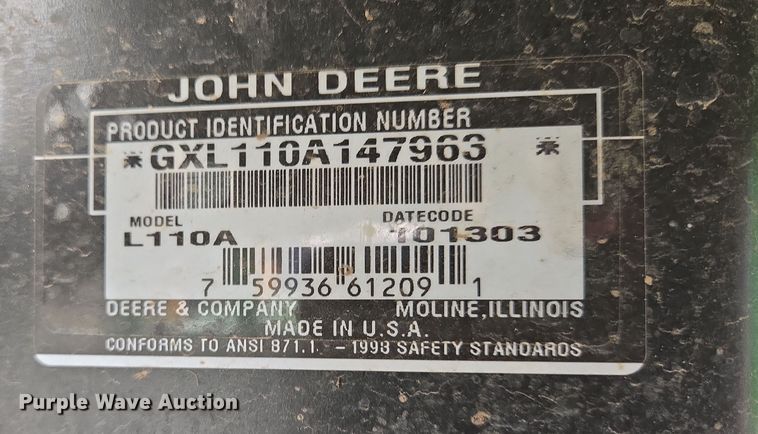 JOHN DEERE
PRODUCT IDENTIFICATION NUMBER
*GXL110A147963 *
MODEL DATECODE
L110A 101303
7 59936 61209 1
DEERE & COMPANY MOLINE, ILLINOIS
MADE IN U.S.A.
CONFORMS TO ANSI B71.1. - 1998 SAFETY STANDARDS
Purple Wave Auction